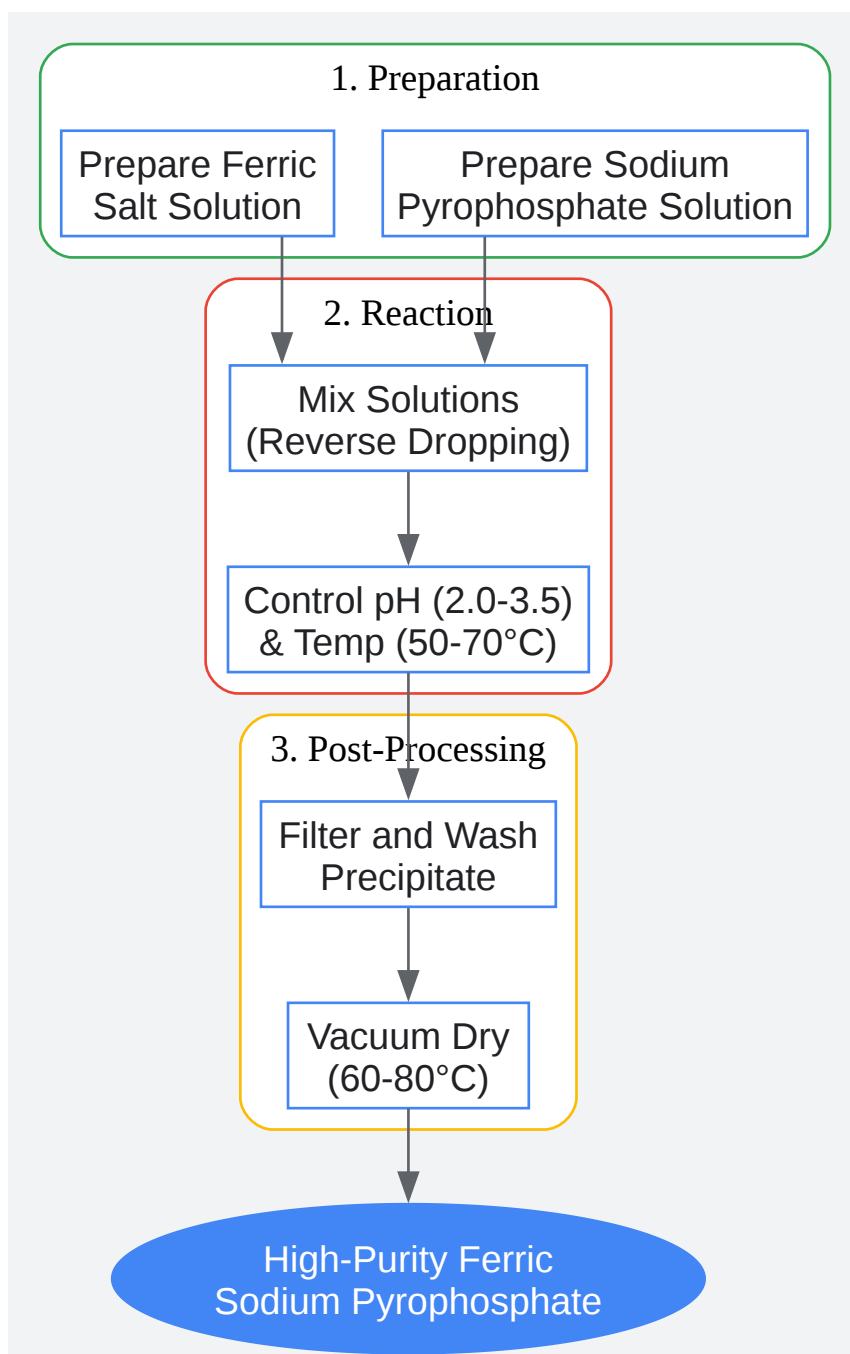 1. Preparation
Prepare Ferric
Salt Solution
Prepare Sodium
Pyrophosphate Solution
2. Reaction
Mix Solutions
(Reverse Dropping)
Control pH (2.0-3.5)
& Temp (50-70°C)
3. Post-Processing
Filter and Wash
Precipitate
Vacuum Dry
(60-80°C)
High-Purity Ferric
Sodium Pyrophosphate